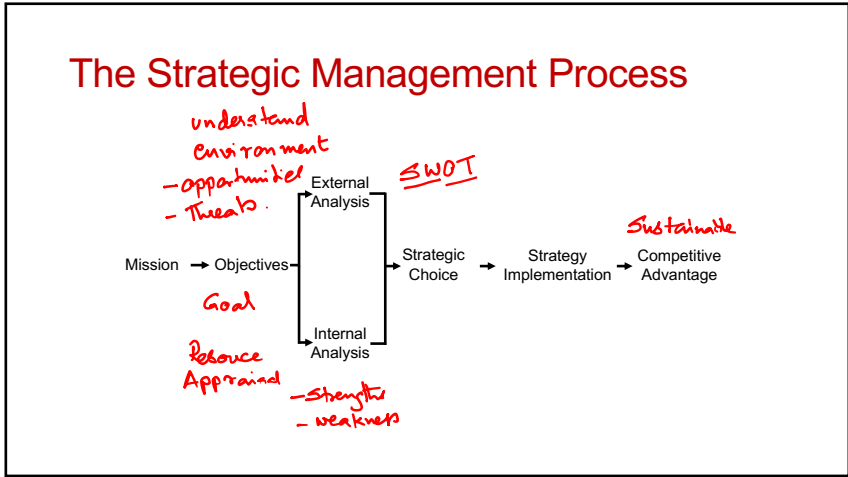 The Strategic Management Process
understand
environment
- opportunities
- Threats.
External
Analysis
SWOT
Mission
Objectives
Strategic
Choice
Strategy
Implementation
Sustainable
Competitive
Advantage
Goal
Internal
Analysis
Resouce
Appraisal
- Strengths
- weakness